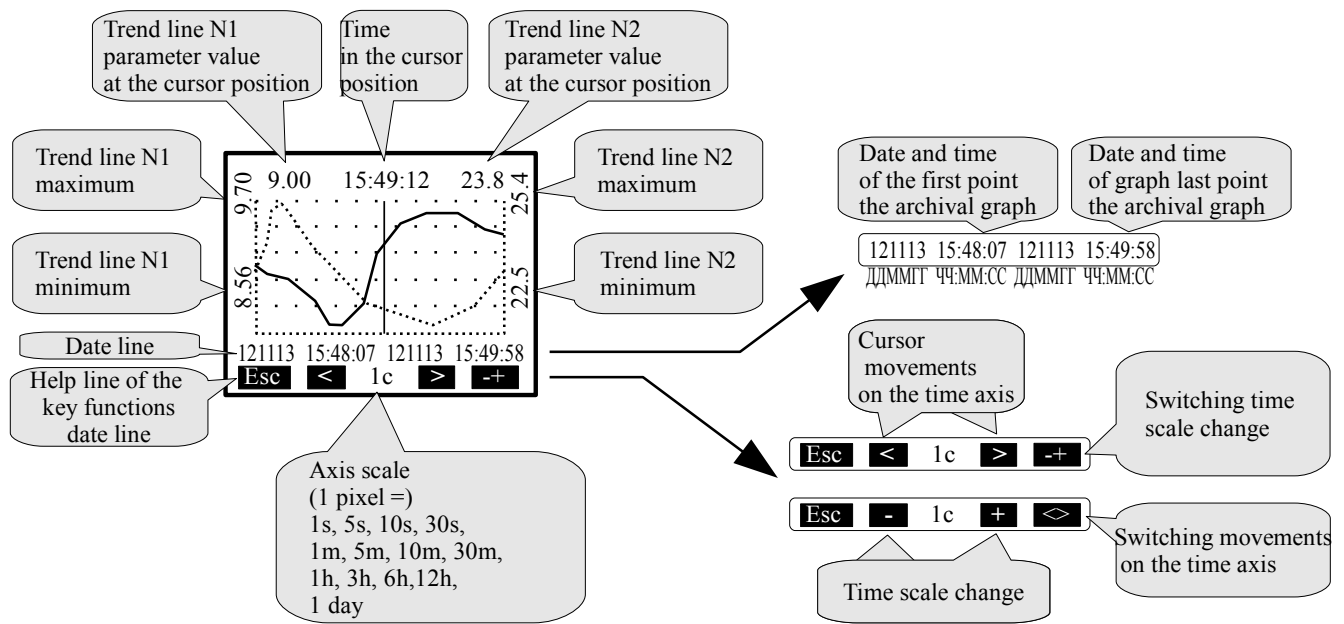 Trend line N1
parameter value
at the cursor position
Time
in the cursor
position
Trend line N2
parameter value
at the cursor position
Trend line N1
maximum
Trend line N1
minimum
Date line
Help line of the
key functions
date line
9.70
8.56
9.00 15:49:12 23.8
25.4
22.5
121113 15:48:07 121113 15:49:58
Esc < 1c > -+
Trend line N2
maximum
Trend line N2
minimum
Axis scale
(1 pixel =)
1s, 5s, 10s, 30s,
1m, 5m, 10m, 30m,
1h, 3h, 6h,12h,
1 day
Date and time
of the first point
the archival graph
Date and time
of graph last point
the archival graph
121113 15:48:07 121113 15:49:58
ДДММГГ ЧЧ:ММ:СС ДДММГГ ЧЧ:ММ:СС
Cursor
movements
on the time axis
Esc < 1c > -+
Switching time
scale change
Esc - 1c + <>
Switching movements
on the time axis
Time scale change